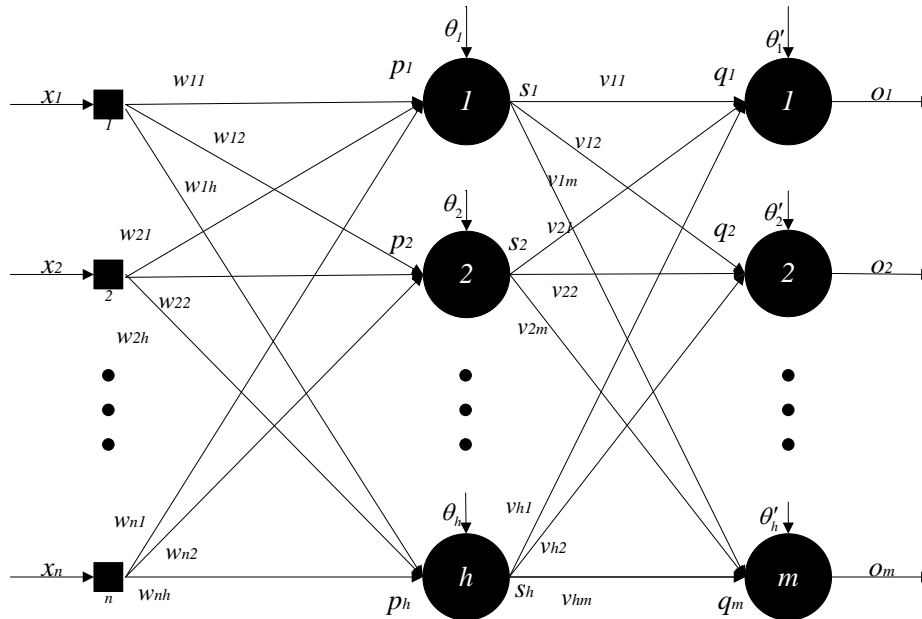 θ1
θ′1
w11
p1
1
s1
v11
q1
1
x1
1
o1
w12
v12
w1h
v1m
θ2
θ′2
w21
p2
s2
v21
q2
x2
2
2
2
o2
w22
v22
w2h
v2m
wn1
θh
vh1
θ′h
wn2
vh2
xn
n
wnh
ph
h
sh
vhm
qm
m
om